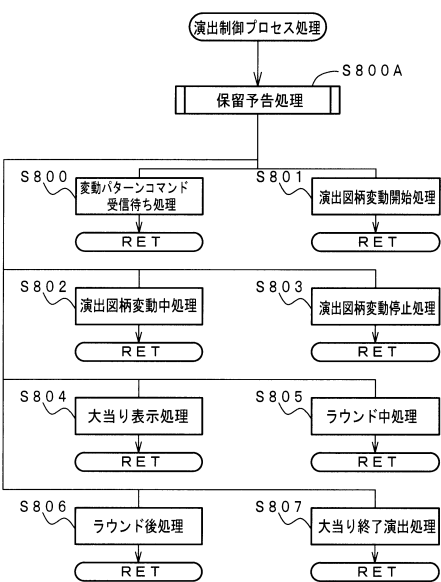 演出制御プロセス処理
S800A
保留予告処理
S800
変動パターンコマンド
受信待ち処理
RET
S801
演出図柄変動開始処理
RET
S802
演出図柄変動中処理
RET
S803
演出図柄変動停止処理
RET
S804
大当り表示処理
RET
S805
ラウンド中処理
RET
S806
ラウンド後処理
RET
S807
大当り終了演出処理
RET